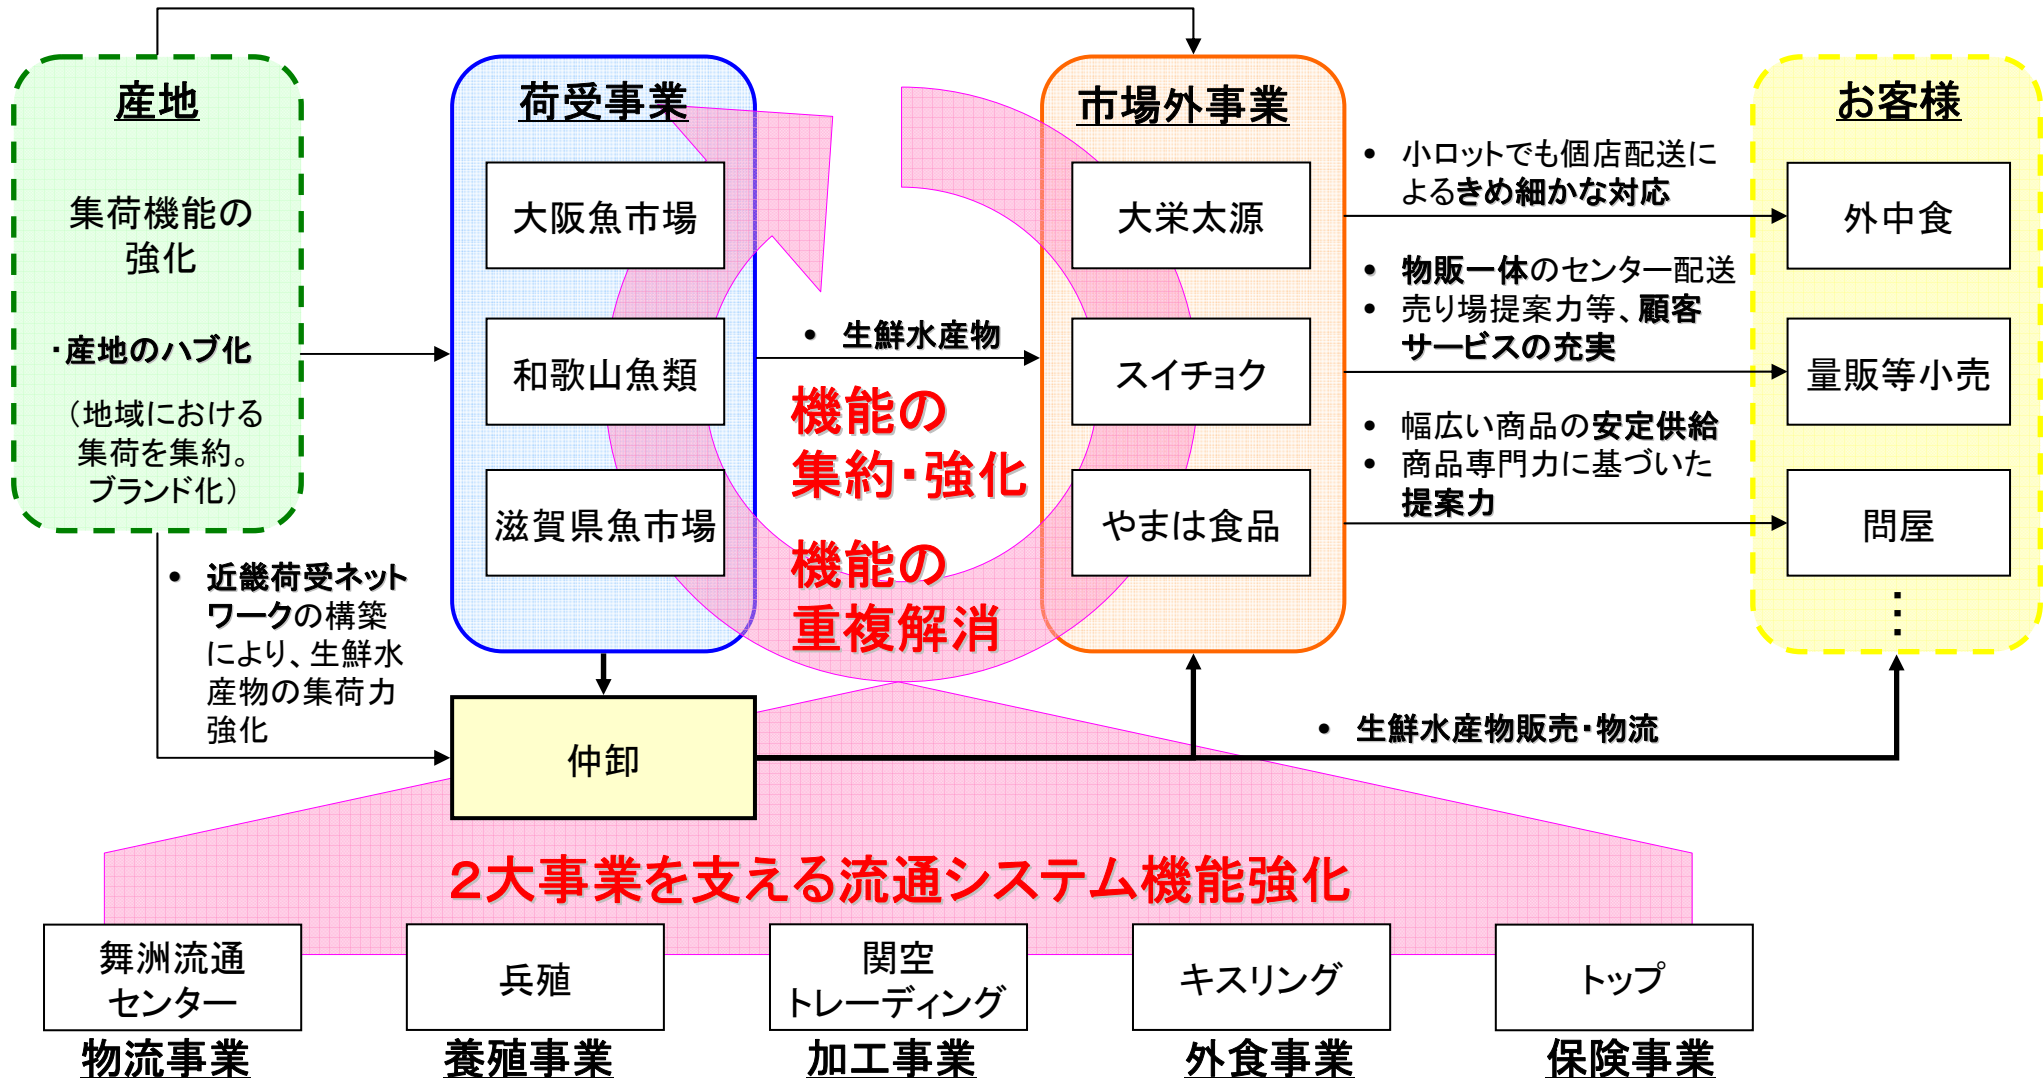 産地
集荷機能の
強化
・産地のハブ化
（地域における
集荷を集約。
ブランド化）
• 近畿荷受ネット
ワークの構築
により、生鮮水
産物の集荷力
強化
荷受事業
大阪魚市場
和歌山魚類
滋賀県魚市場
仲卸
• 生鮮水産物
機能の
集約・強化
機能の
重複解消
市場外事業
大栄太源
スイチョク
やまは食品
• 小ロットでも個店配送に
よるきめ細かな対応
• 物販一体のセンター配送
• 売り場提案力等、顧客
サービスの充実
• 幅広い商品の安定供給
• 商品専門力に基づいた
提案力
お客様
外中食
量販等小売
問屋
⋮
• 生鮮水産物販売・物流
２大事業を支える流通システム機能強化
舞洲流通
センター
物流事業
兵殖
養殖事業
関空
トレーディング
加工事業
キスリング
外食事業
トップ
保険事業